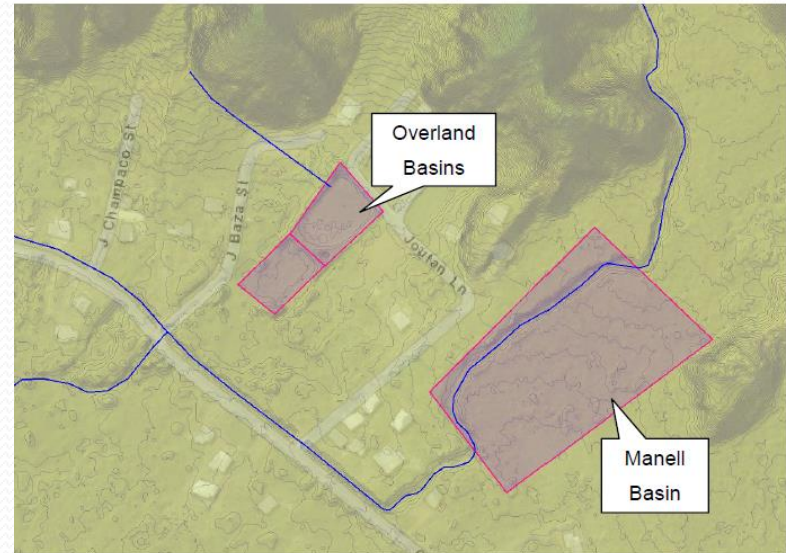 Overland
Basins
J Champaco St
J Baza St
Joutan Ln
Manell
Basin